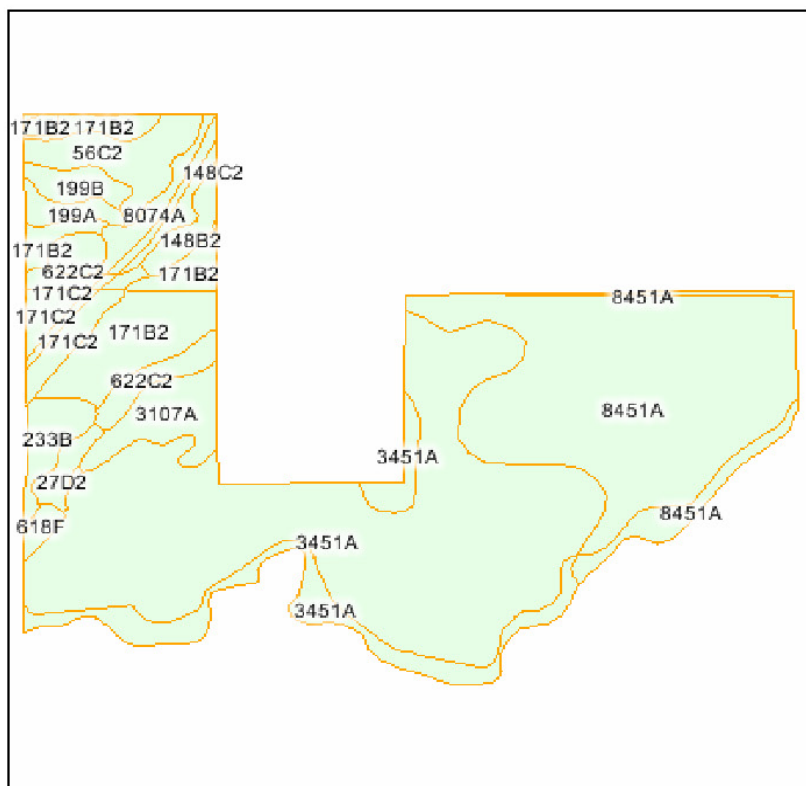 171B2 171B2
56C2
148C2
199B
199A 8074A
148B2
171B2
622C2 171B2
171C2
8451A
171C2
171B2
171C2
622C2
8451A
3107A
233B
3451A
27D2
8451A
618F
3451A
3451A